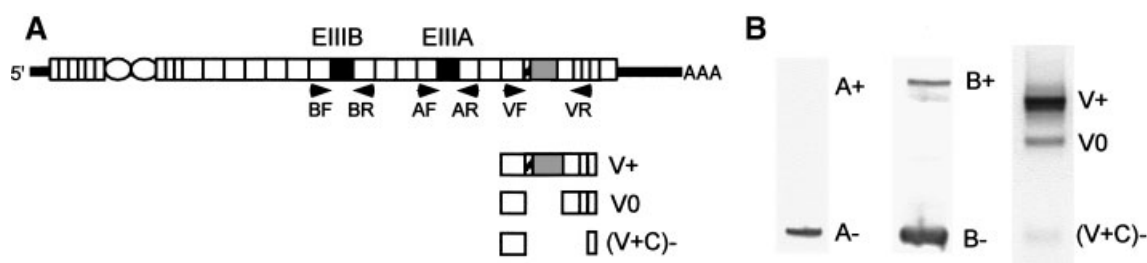 A
EIIIB EIIIA
5' AAA
BF BR AF AR VF VR
V+
V0
(V+C)-
B
A+
A-
B+
B-
V+
V0
(V+C)-